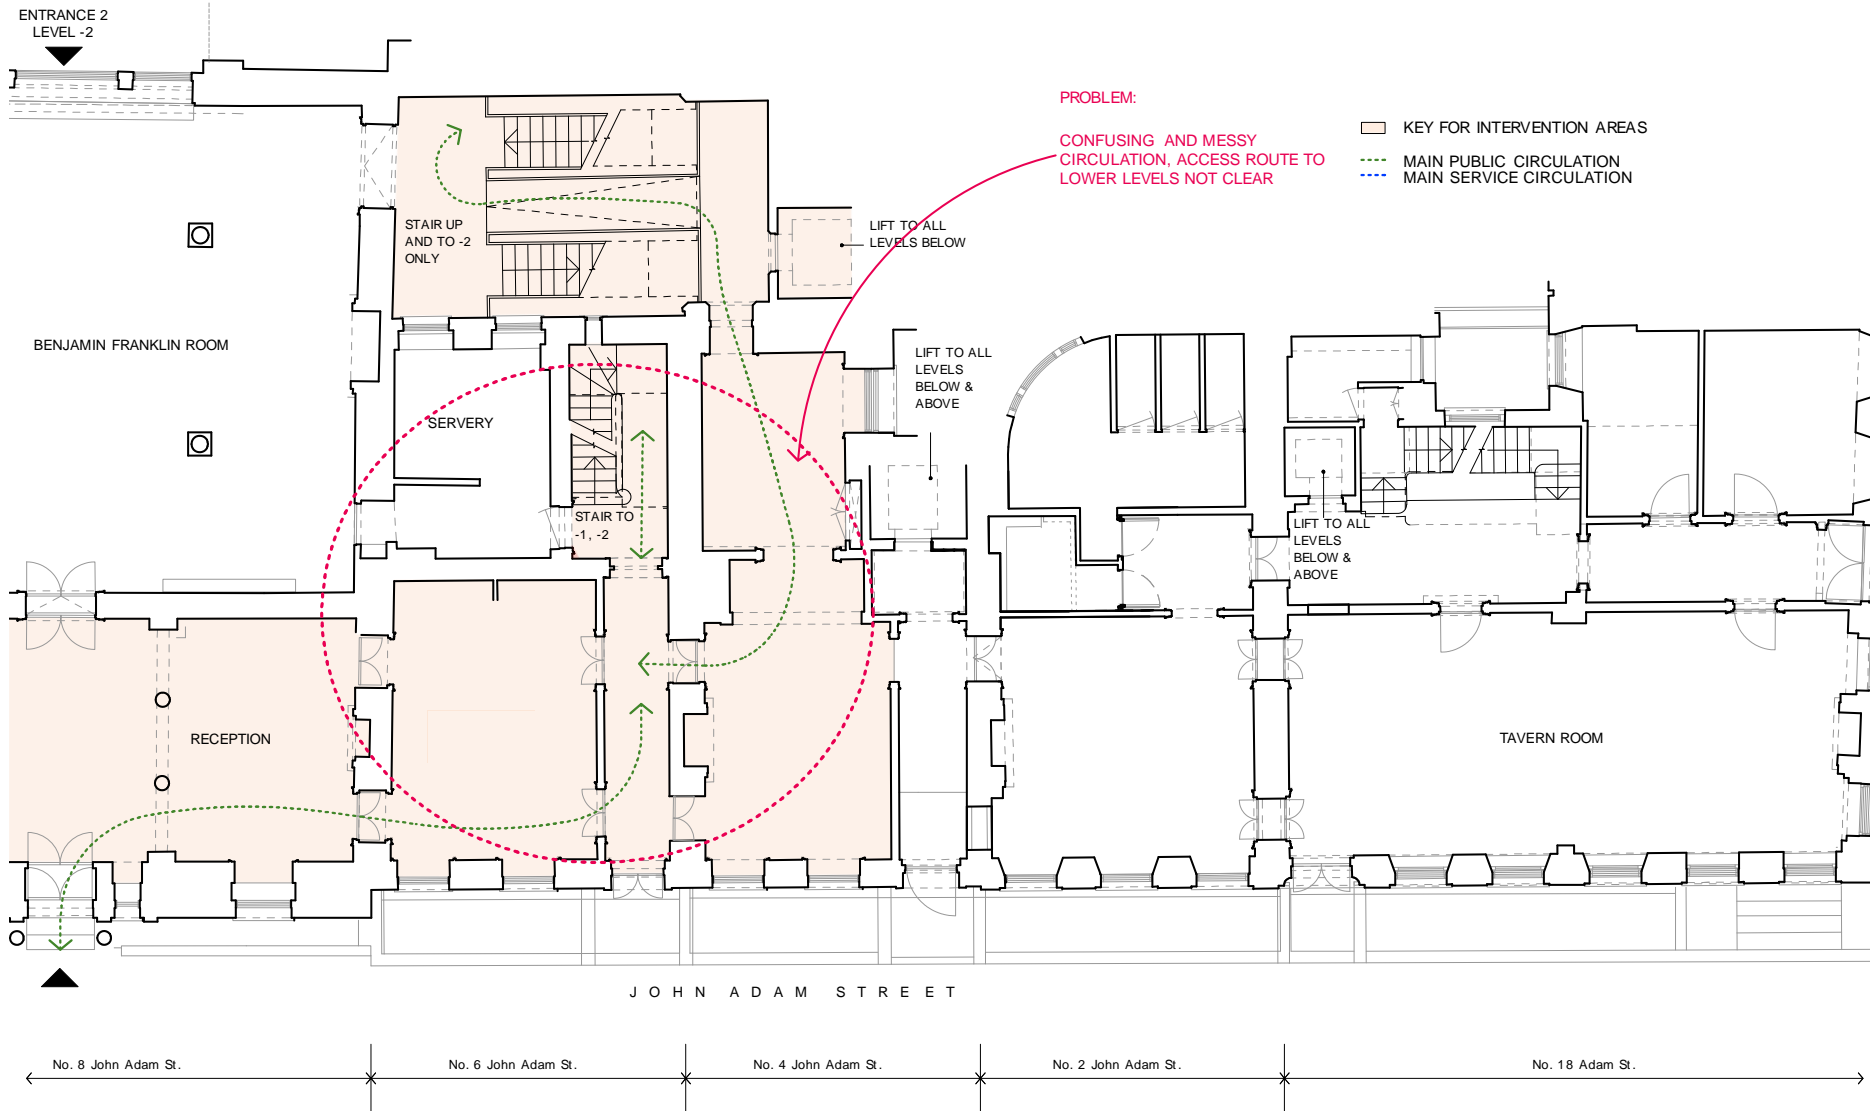 ENTRANCE 2
LEVEL -2
PROBLEM:
CONFUSING AND MESSY
CIRCULATION, ACCESS ROUTE TO
LOWER LEVELS NOT CLEAR
KEY FOR INTERVENTION AREAS
MAIN PUBLIC CIRCULATION
MAIN SERVICE CIRCULATION
STAIR UP
AND TO -2
ONLY
LIFT TO ALL
LEVELS BELOW
BENJAMIN FRANKLIN ROOM
LIFT TO ALL
LEVELS
BELOW &
ABOVE
SERVERY
STAIR TO
-1, -2
LIFT TO ALL
LEVELS
BELOW &
ABOVE
RECEPTION
TAVERN ROOM
JOHN ADAM STREET
No. 8 John Adam St.
No. 6 John Adam St.
No. 4 John Adam St.
No. 2 John Adam St.
No. 18 Adam St.